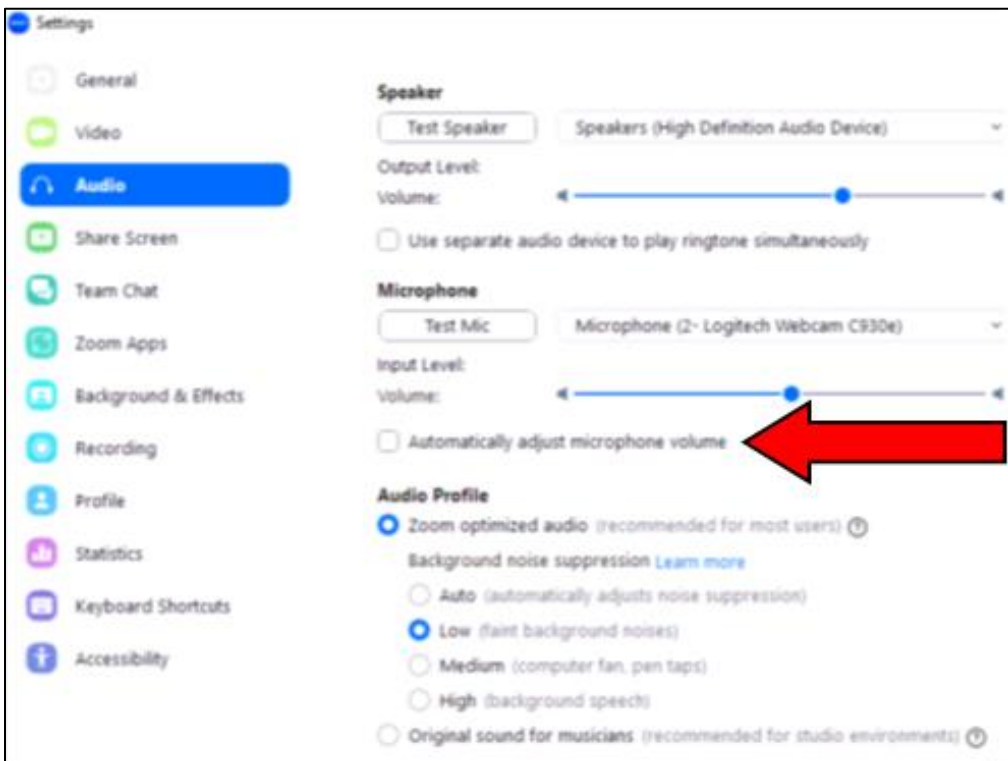 Settings
General
Video
Audio
Share Screen
Team Chat
Zoom Apps
Background & Effects
Recording
Profile
Statistics
Keyboard Shortcuts
Accessibility
Speaker
Test Speaker Speakers (High Definition Audio Device)
Output Level:
Volume:
Use separate audio device to play ringtone simultaneously
Microphone
Test Mic Microphone (2- Logitech Webcam C930e)
Input Level:
Volume:
Automatically adjust microphone volume
Audio Profile
Zoom optimized audio (recommended for most users) ?
Background noise suppression Learn more
Auto (automatically adjusts noise suppression)
Low (faint background noises)
Medium (computer fan, pen taps)
High (background speech)
Original sound for musicians (recommended for studio environments) ?